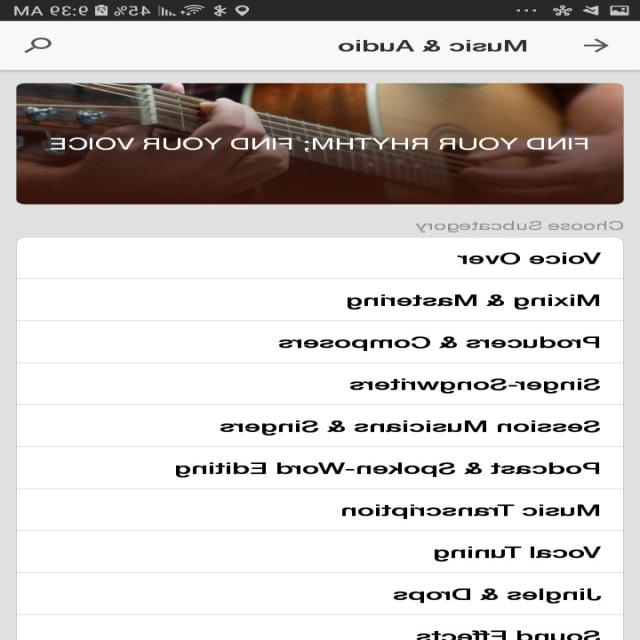 9:39 AM
45%
Music & Audio
FIND YOUR RHYTHM; FIND YOUR VOICE
Choose Subcategory
Voice Over
Mixing & Mastering
Producers & Composers
Singer-Songwriters
Session Musicians & Singers
Podcast & Spoken-Word Editing
Music Transcription
Vocal Tuning
Jingles & Drops
Sound Effects